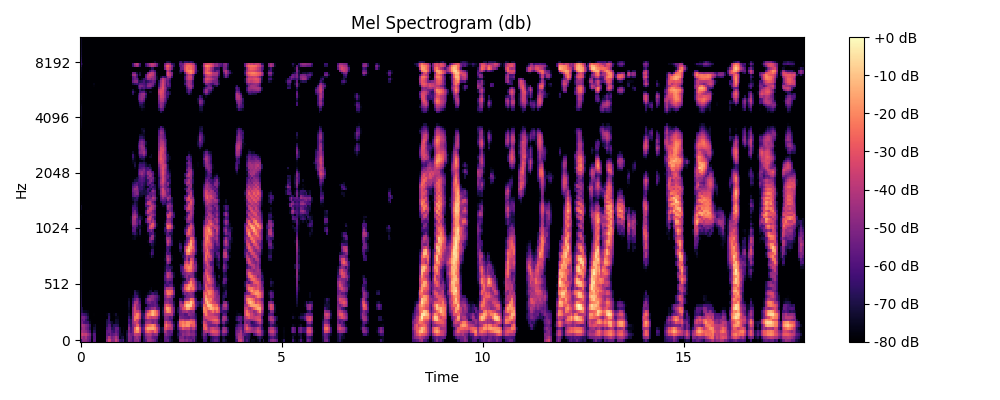 Mel Spectrogram (db)
8192
4096
2048
1024
512
0
Hz
0 5 10 15
Time
+0 dB
-10 dB
-20 dB
-30 dB
-40 dB
-50 dB
-60 dB
-70 dB
-80 dB